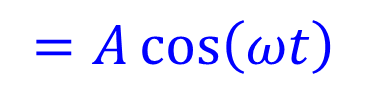 = A cos(ωt)